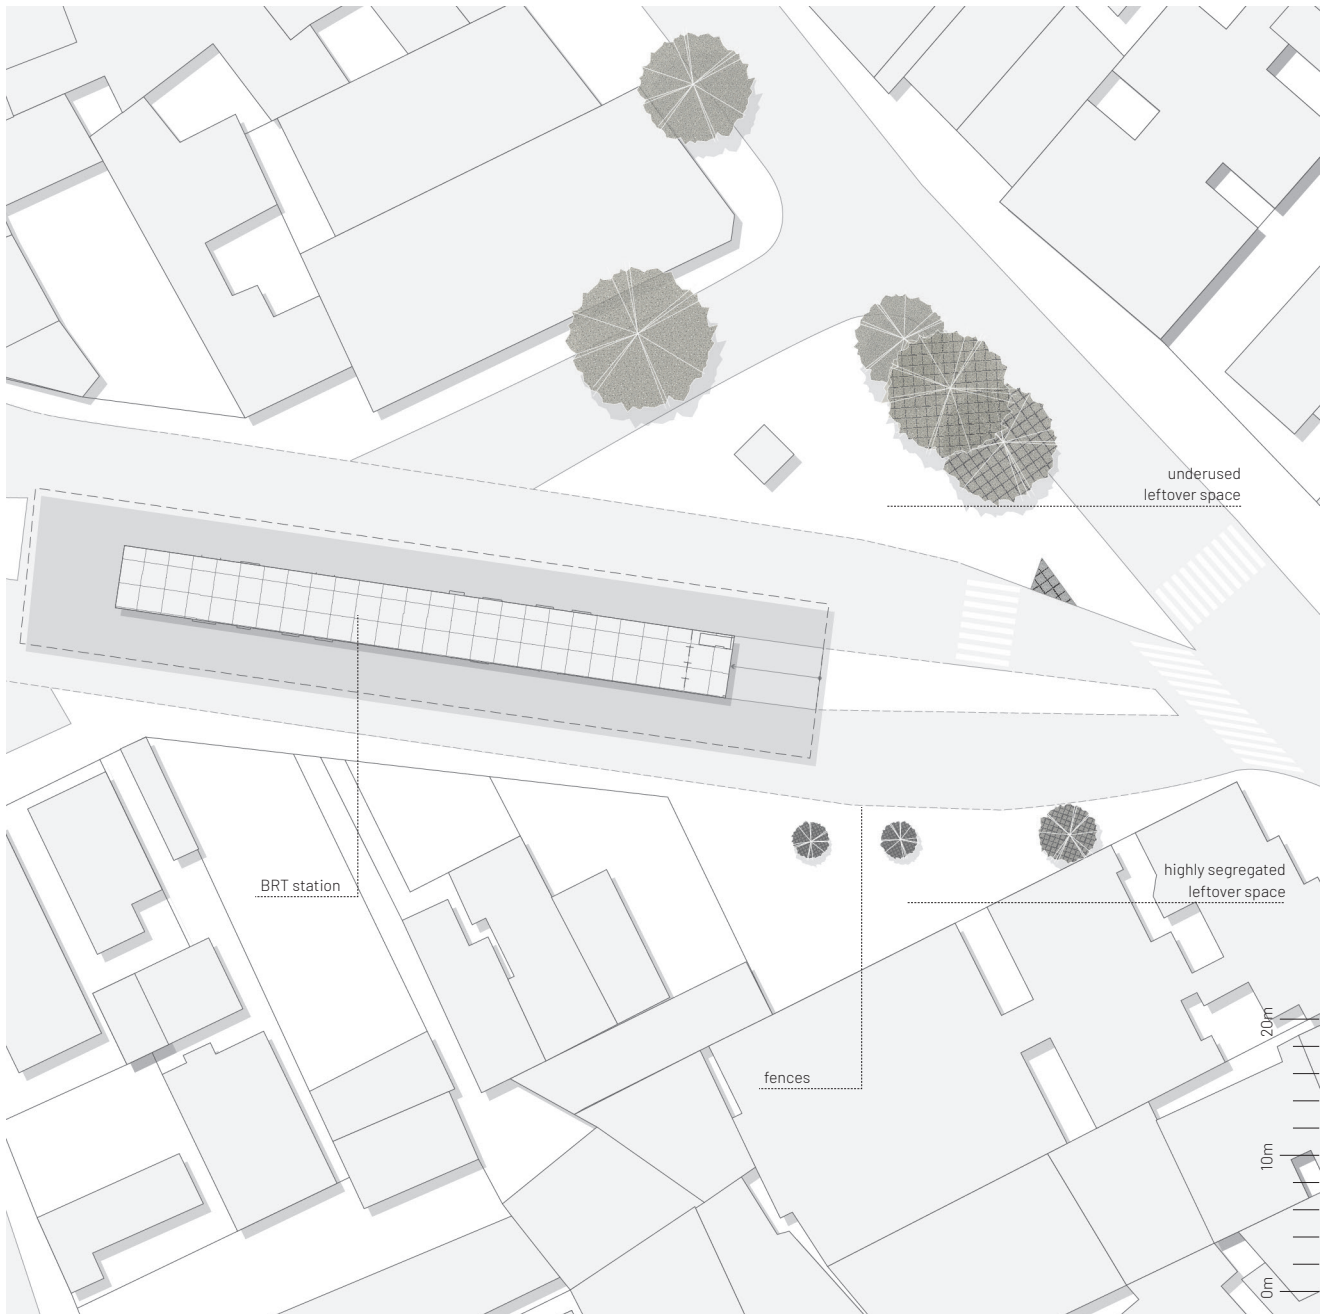 underused
leftover space
BRT station
highly segregated
leftover space
fences
20m
10m
0m